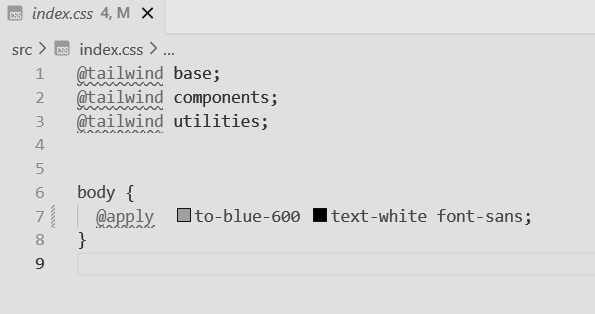 index.css 4, M
src > index.css > ...
1 @tailwind base;
2 @tailwind components;
3 @tailwind utilities;
4
5
6 body {
7 @apply to-blue-600 text-white font-sans;
8 }
9